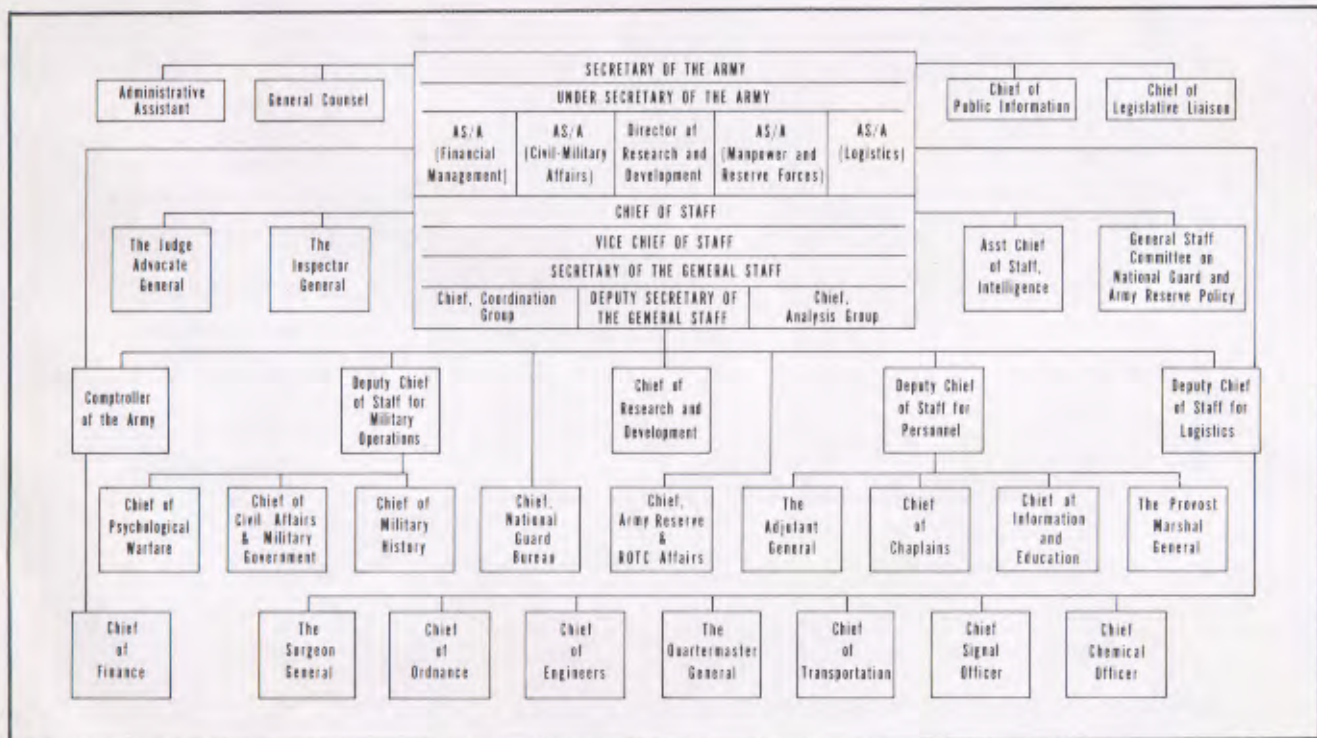 SECRETARY OF THE ARMY
UNDER SECRETARY OF THE ARMY
Administrative
Assistant
General Counsel
Chief of
Public Information
Chief of
Legislative Liaison
AS/A
(Financial
Management)
AS/A
(Civil-Military
Affairs)
Director of
Research and
Development
AS/A
(Manpower and
Reserve Forces)
AS/A
(Logistics)
CHIEF OF STAFF
VICE CHIEF OF STAFF
SECRETARY OF THE GENERAL STAFF
Chief, Coordination
Group
DEPUTY SECRETARY OF
THE GENERAL STAFF
Chief,
Analysis Group
The Judge
Advocate
General
The
Inspector
General
Asst Chief
of Staff,
Intelligence
General Staff
Committee on
National Guard and
Army Reserve Policy
Comptroller
of the Army
Deputy Chief
of Staff for
Military
Operations
Chief of
Research and
Development
Deputy Chief
of Staff for
Personnel
Deputy Chief
of Staff for
Logistics
Chief of
Psychological
Warfare
Chief of
Civil Affairs
& Military
Government
Chief of
Military
History
Chief,
National
Guard
Bureau
Chief,
Army Reserve
&
ROTC Affairs
The
Adjutant
General
Chief
of
Chaplains
Chief of
Information
and
Education
The Provost
Marshal
General
Chief
of
Finance
The
Surgeon
General
Chief
of
Ordnance
Chief
of
Engineers
The
Quartermaster
General
Chief
of
Transportation
Chief
Signal
Officer
Chief
Chemical
Officer